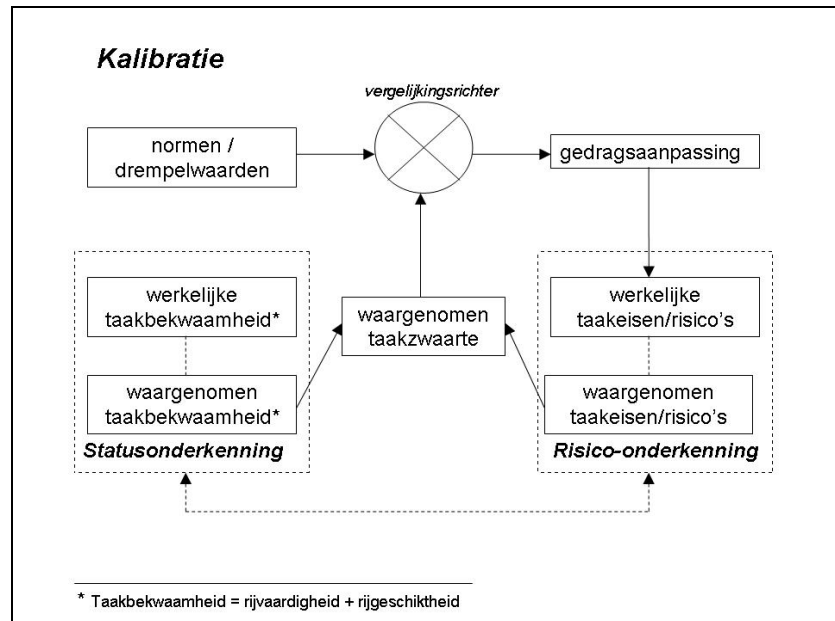 Kalibratie
vergelijkingsrichter
normen /
drempelwaarden
gedragsaanpassing
werkelijke
taakbekwaamheid*
waargenomen
taakbekwaamheid*
Statusonderkenning
waargenomen
taakzwaarte
werkelijke
taakeisen/risico's
waargenomen
taakeisen/risico's
Risico-onderkenning
* Taakbekwaamheid = rijvaardigheid + rijgeschiktheid